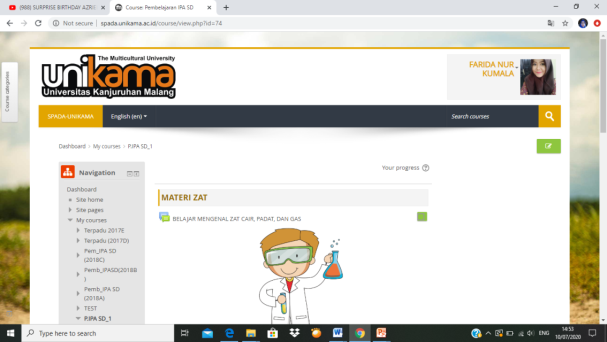 (988) SURPRISE BIRTHDAY AZRI
Course: Pembelajaran IPA SD
Not secure | spada.unikama.ac.id/course/view.php?id=74
Course categories
The Multicultural University
unikama
Universitas Kanjuruhan Malang
FARIDA NUR
KUMALA
SPADA-UNIKAMA
English (en)
Search courses
Dashboard
My courses
PJIPA SD_1
Navigation
Dashboard
Site home
Site pages
My courses
Terpadu 2017E
Terpadu (2017D)
Pem_IPA SD
(2018C)
Pemb_IPASD(2018B
)
Pemb_IPA SD
(2018A)
TEST
PJIPA SD_1
Your progress
MATERI ZAT
BELAJAR MENGENAL ZAT CAIR, PADAT, DAN GAS
Type here to search
ENG
14:53
10/07/2020